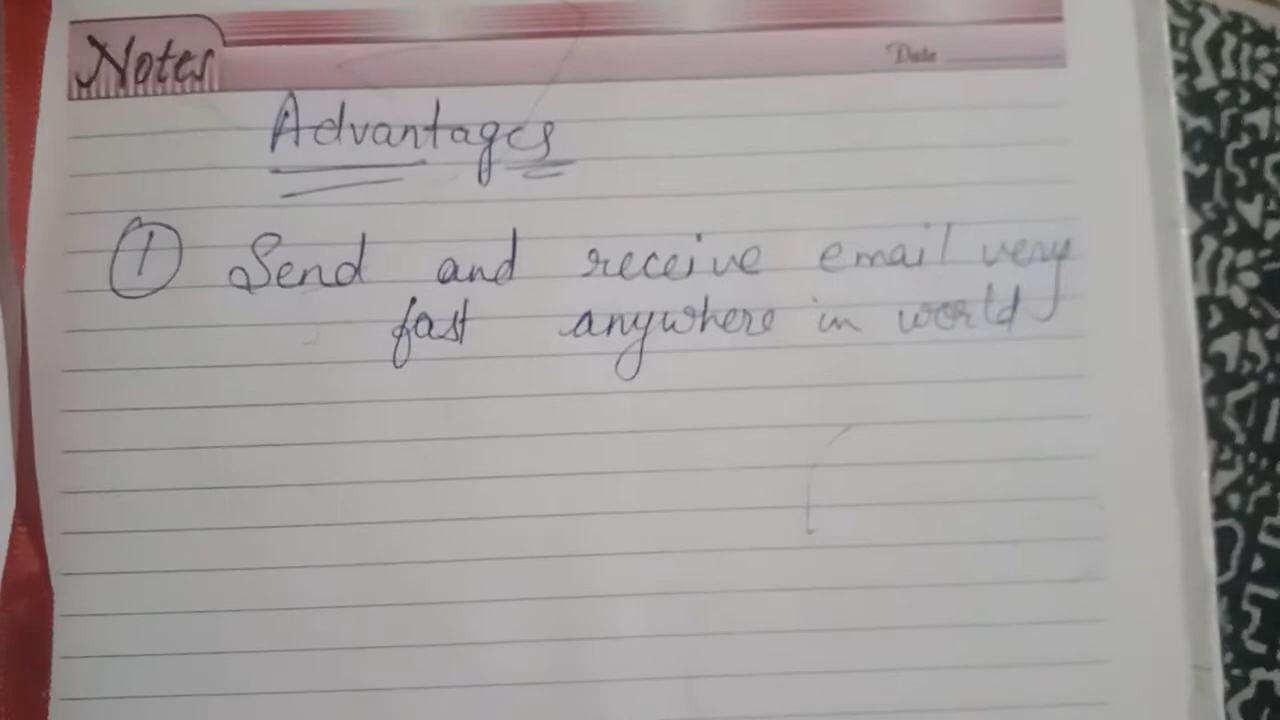 Notes
Date
Advantages
1 Send and receive email very
fast anywhere in world